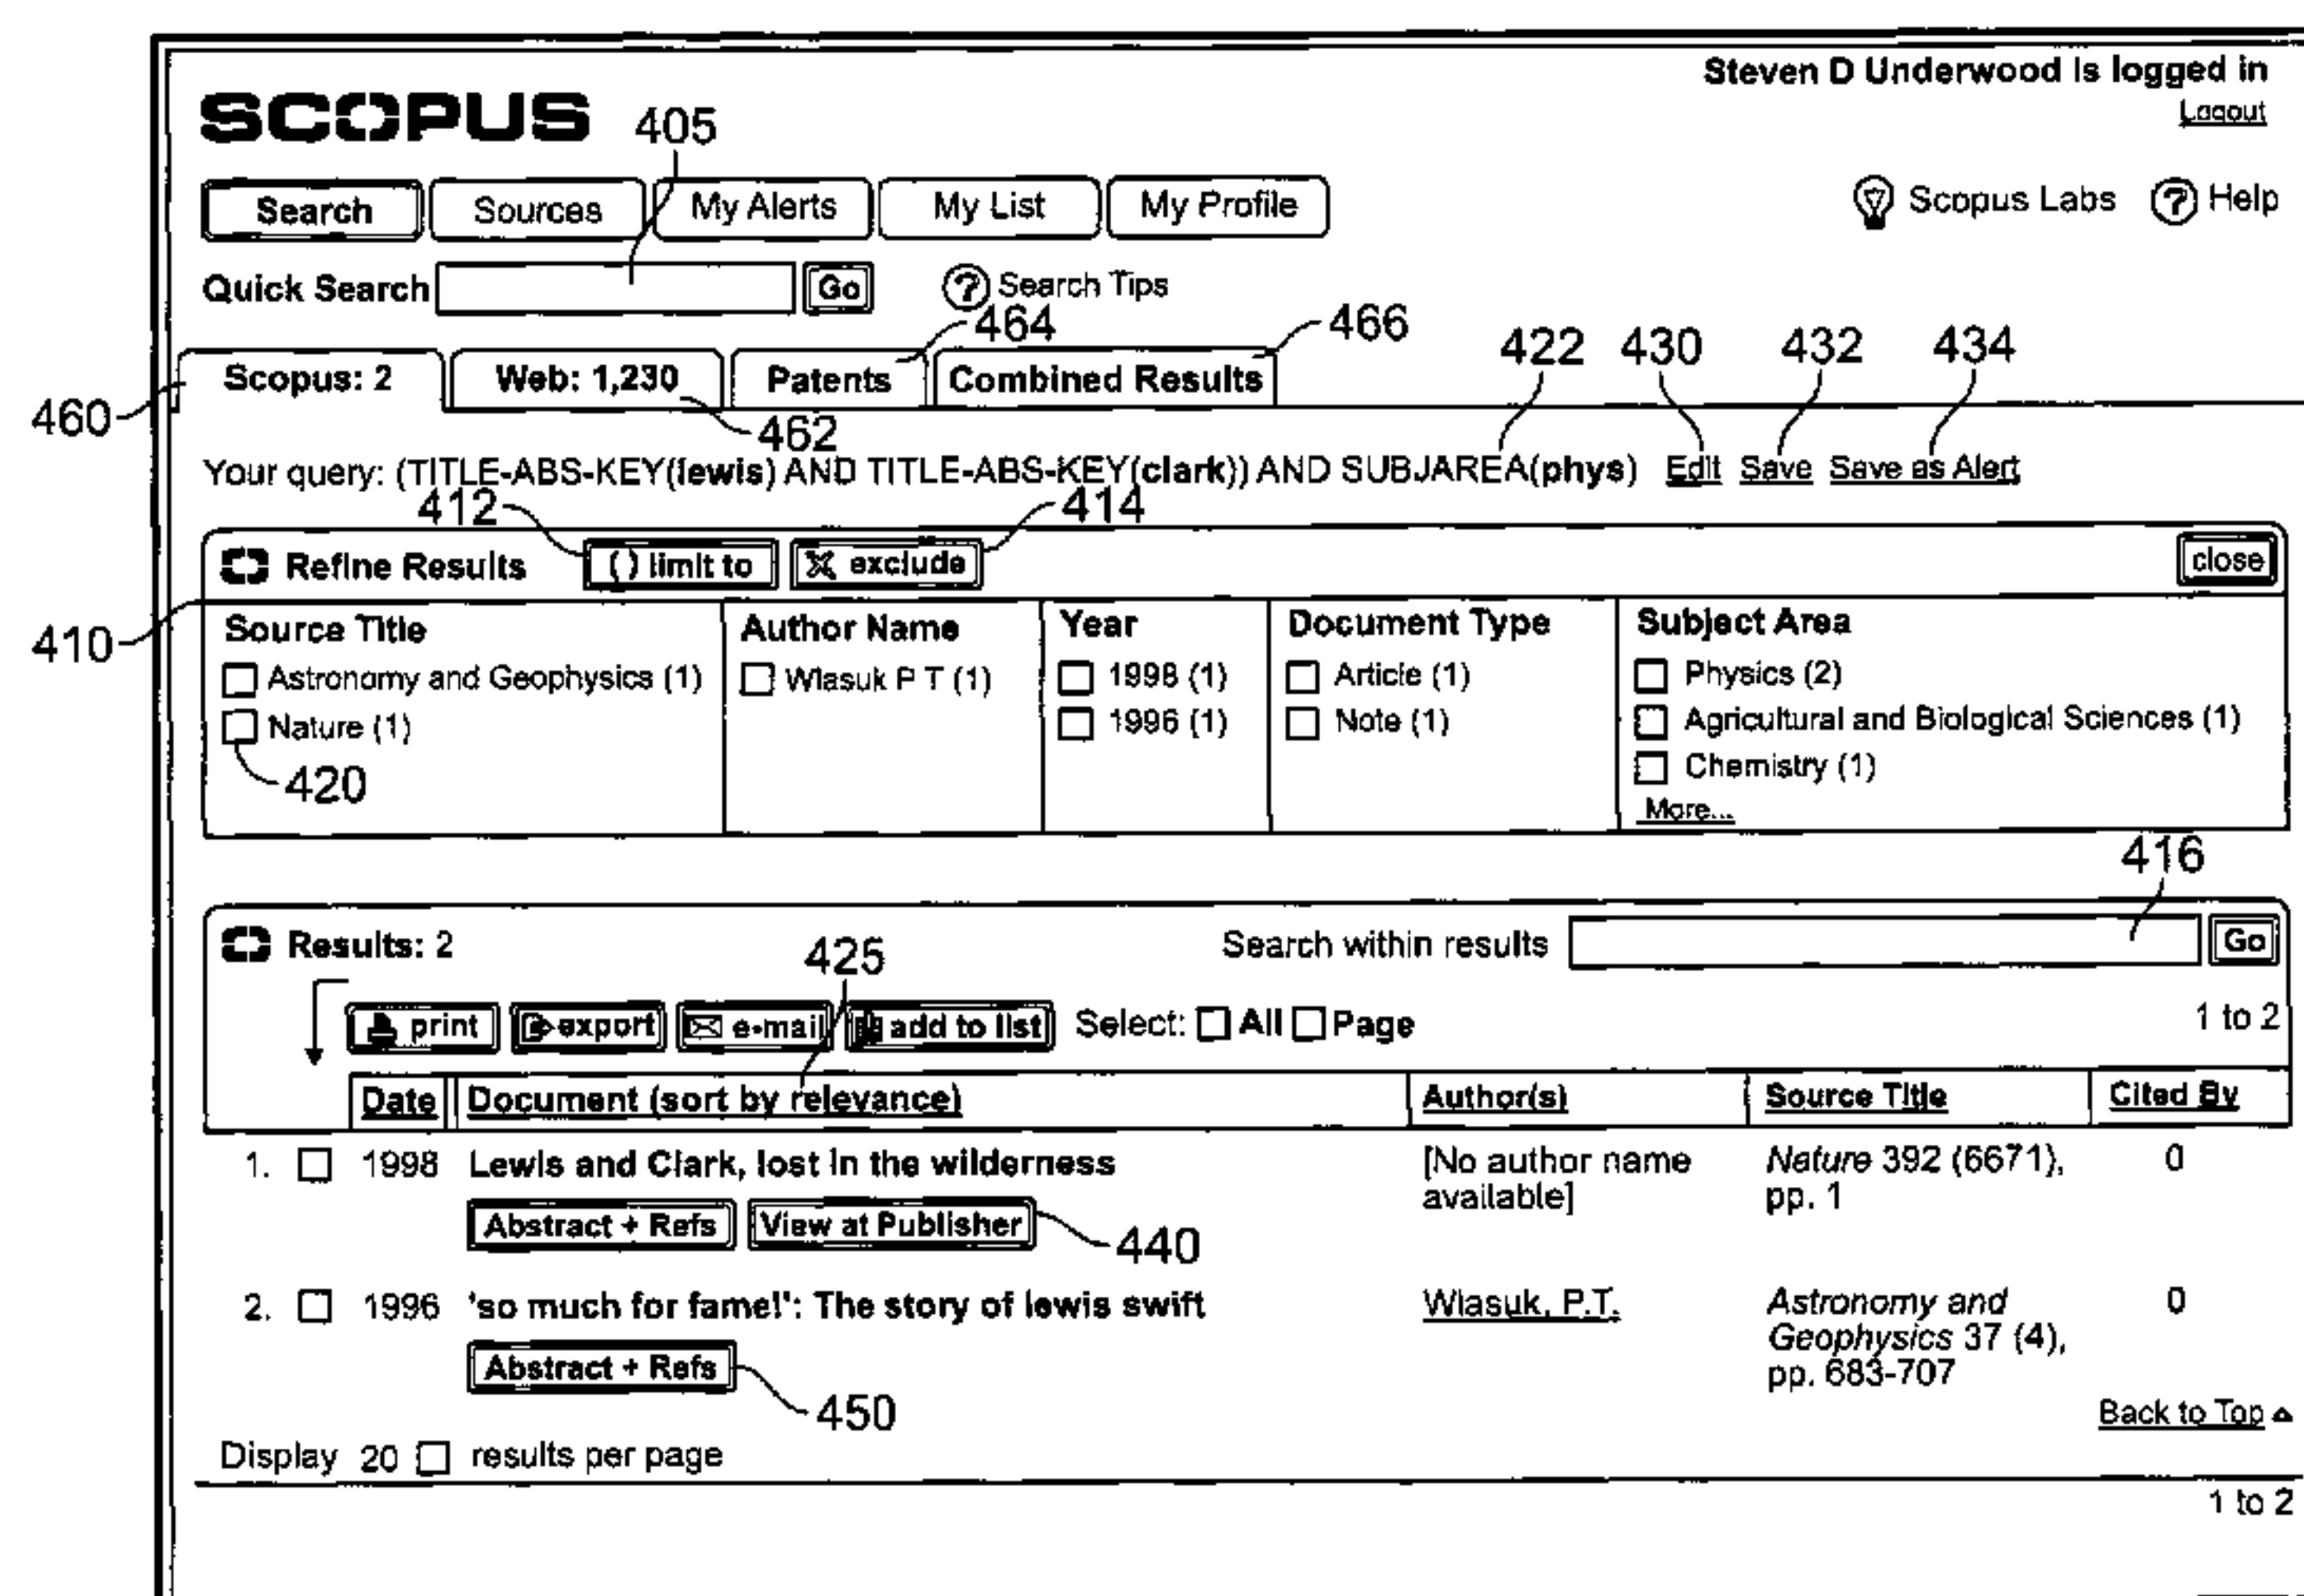 Steven D Underwood is logged in
SCOPUS
405
Logout
Search Sources My Alerts My List My Profile
Scopus Labs ? Help
Quick Search Go ? Search Tips
464 466 422 430 432 434
Scopus: 2 Web: 1,230 Patents Combined Results
460 462
Your query: (TITLE-ABS-KEY(lewis) AND TITLE-ABS-KEY(clark)) AND SUBJAREA(phys) Edit Save Save as Alert
412 414
Refine Results ( ) limit to X exclude close
410
Source Title Author Name Year Document Type Subject Area
Astronomy and Geophysics (1) Wlasuk P T (1) 1998 (1) Article (1) Physics (2)
Nature (1) 1996 (1) Note (1) Agricultural and Biological Sciences (1)
420 Chemistry (1)
More...
416
Results: 2 425 Search within results Go
print export e-mail add to list Select: All Page 1 to 2
Date Document (sort by relevance) Author(s) Source Title Cited By
1. 1998 Lewis and Clark, lost in the wilderness [No author name Nature 392 (6671), 0
available] pp. 1
Abstract + Refs View at Publisher 440
2. 1996 'so much for fame!': The story of lewis swift Wlasuk, P.T. Astronomy and 0
Geophysics 37 (4),
Abstract + Refs pp. 683-707
450 Back to Top
Display 20 results per page
1 to 2